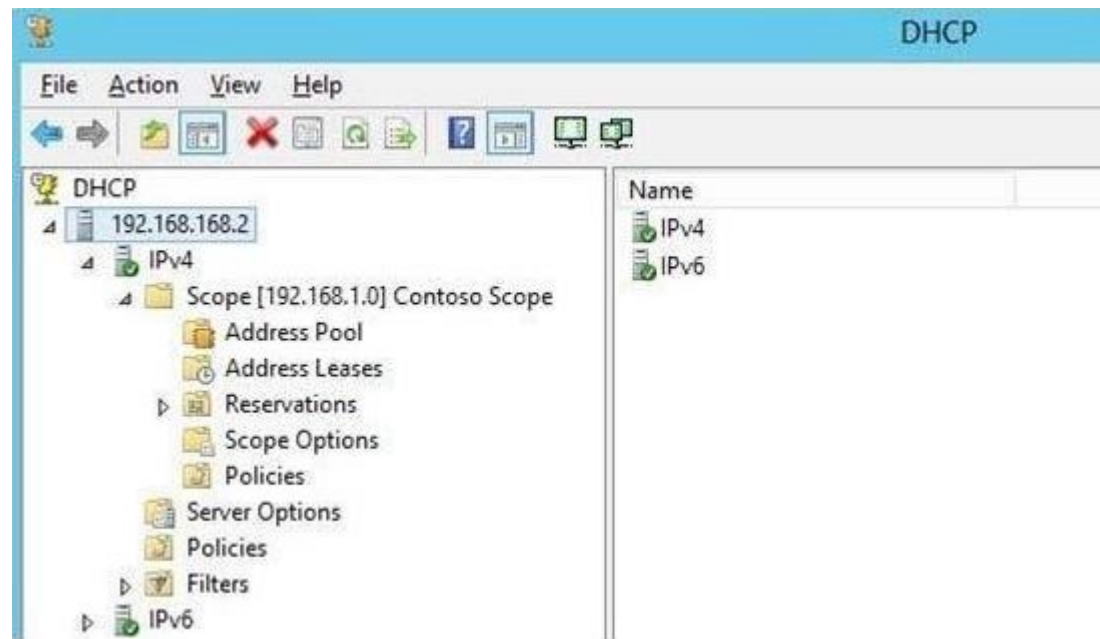 DHCP
File Action View Help
DHCP
192.168.168.2
IPv4
Scope [192.168.1.0] Contoso Scope
Address Pool
Address Leases
Reservations
Scope Options
Policies
Server Options
Policies
Filters
IPv6
Name
IPv4
IPv6